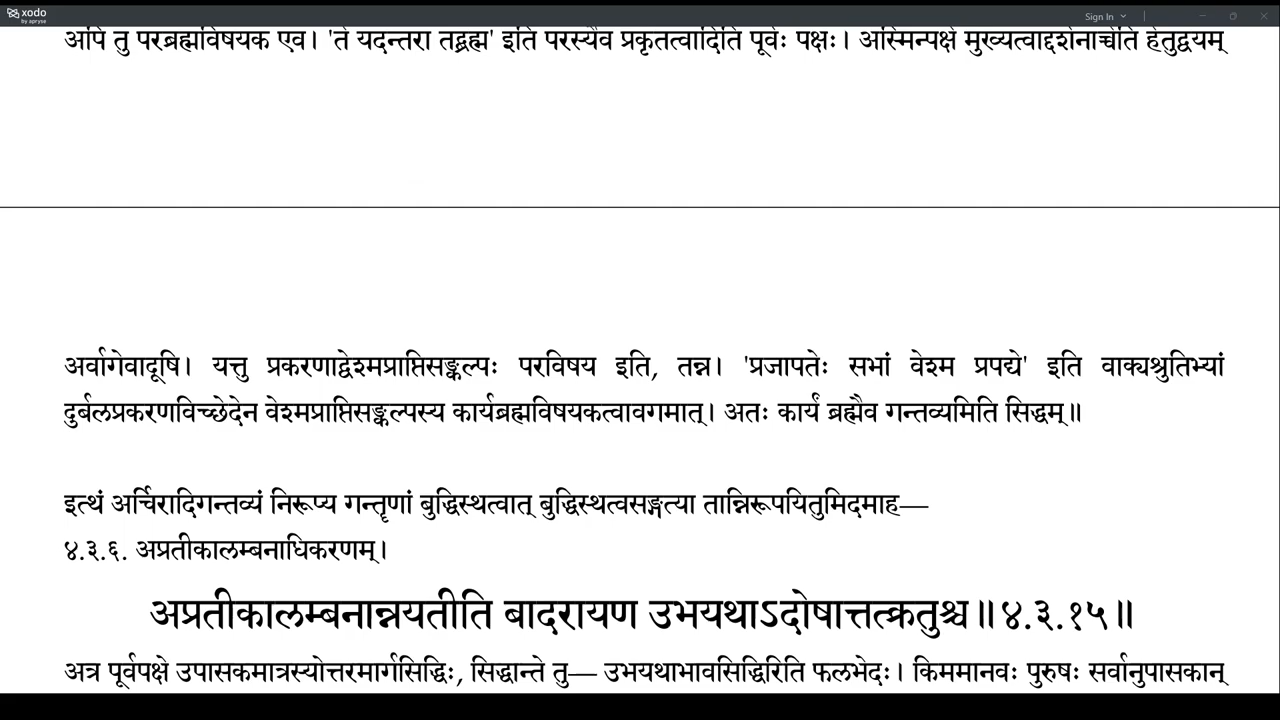 xodo
by apryse
Sign In
अपि तु परब्रह्मविषयक एव। 'ते यदन्तरा तद्ब्रह्म' इति परस्यैव प्रकृतत्वादिति पूर्वः पक्षः। अस्मिन्पक्षे मुख्यत्वाद्दर्शनाच्चेति हेतुद्वयम्
अर्वागेवादूषि। यत्तु प्रकरणाद्वेश्मप्राप्तिसङ्कल्पः परविषय इति, तन्न। 'प्रजापतेः सभां वेश्म प्रपद्ये' इति वाक्यश्रुतिभ्यां
दुर्बलप्रकरणविच्छेदेन वेश्मप्राप्तिसङ्कल्पस्य कार्यब्रह्मविषयकत्वावगमात्। अतः कार्यं ब्रह्मैव गन्तव्यमिति सिद्धम्॥
इत्थं अर्चिरादिगन्तव्यं निरूप्य गन्तॄणां बुद्धिस्थत्वात् बुद्धिस्थत्वसङ्गत्या तान्निरूपयितुमिदमाह—
४.३.६. अप्रतीकालम्बनाधिकरणम्।
अप्रतीकालम्बनान्नयतीति बादरायण उभयथाऽदोषात्तत्क्रतुश्च॥४.३.१५॥
अत्र पूर्वपक्षे उपासकमात्रस्योत्तरमार्गसिद्धिः, सिद्धान्ते तु— उभयथाभावसिद्धिरिति फलभेदः। किममानवः पुरुषः सर्वानुपासकान्